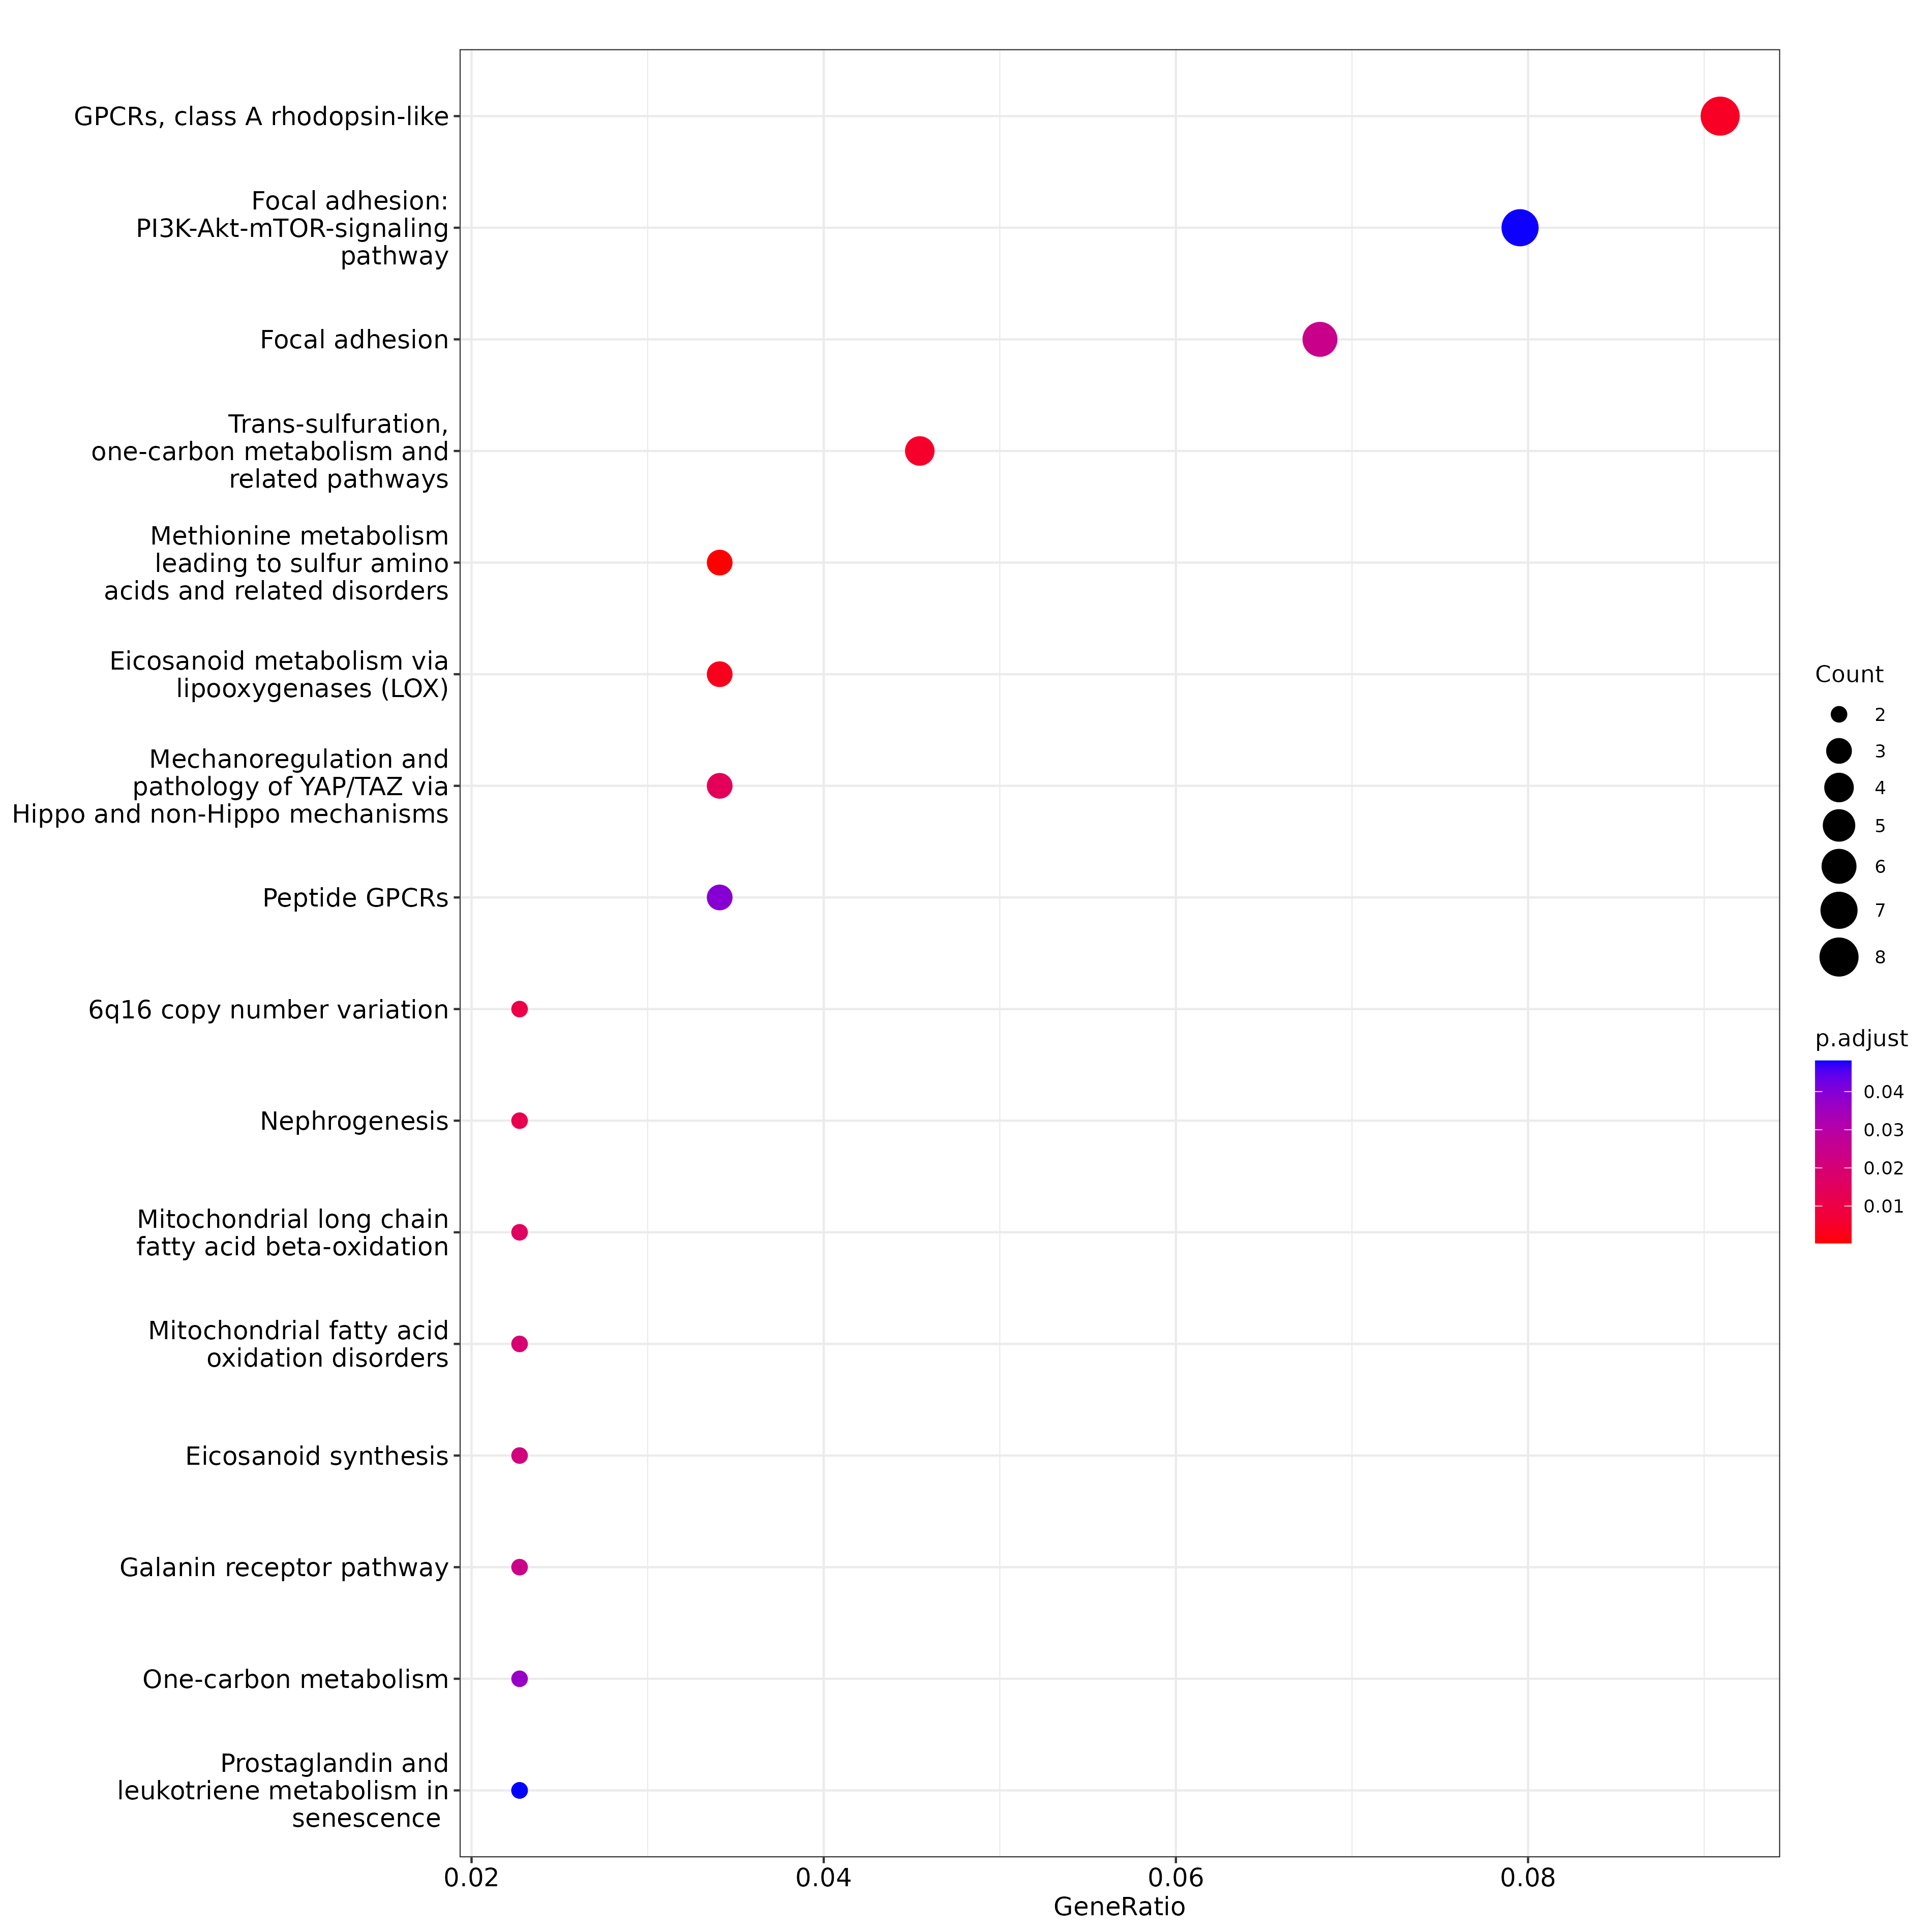 GPCRs, class A rhodopsin-like
Focal adhesion:
PI3K-Akt-mTOR-signaling
pathway
Focal adhesion
Trans-sulfuration,
one-carbon metabolism and
related pathways
Methionine metabolism
leading to sulfur amino
acids and related disorders
Eicosanoid metabolism via
lipooxygenases (LOX)
Mechanoregulation and
pathology of YAP/TAZ via
Hippo and non-Hippo mechanisms
Peptide GPCRs
6q16 copy number variation
Nephrogenesis
Mitochondrial long chain
fatty acid beta-oxidation
Mitochondrial fatty acid
oxidation disorders
Eicosanoid synthesis
Galanin receptor pathway
One-carbon metabolism
Prostaglandin and
leukotriene metabolism in
senescence
0.02 0.04 0.06 0.08
GeneRatio
Count
2
3
4
5
6
7
8
p.adjust
0.04
0.03
0.02
0.01